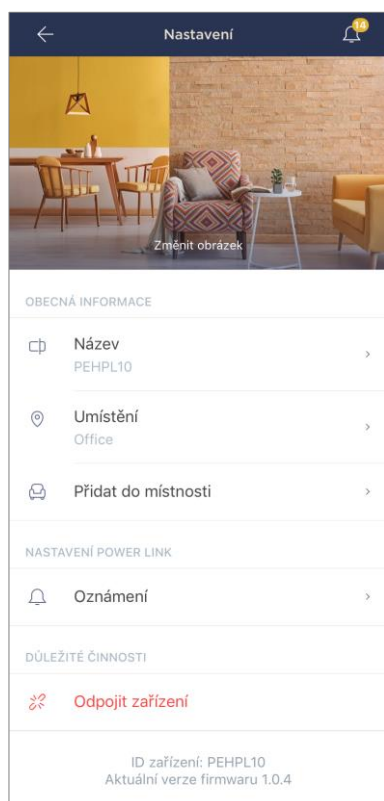 Nastavení
14
Změnit obrázek
OBECNÁ INFORMACE
Název
PEHPL10
Umístění
Office
Přidat do místnosti
NASTAVENÍ POWER LINK
Oznámení
DŮLEŽITÉ ČINNOSTI
Odpojit zařízení
ID zařízení: PEHPL10
Aktuální verze firmwaru 1.0.4